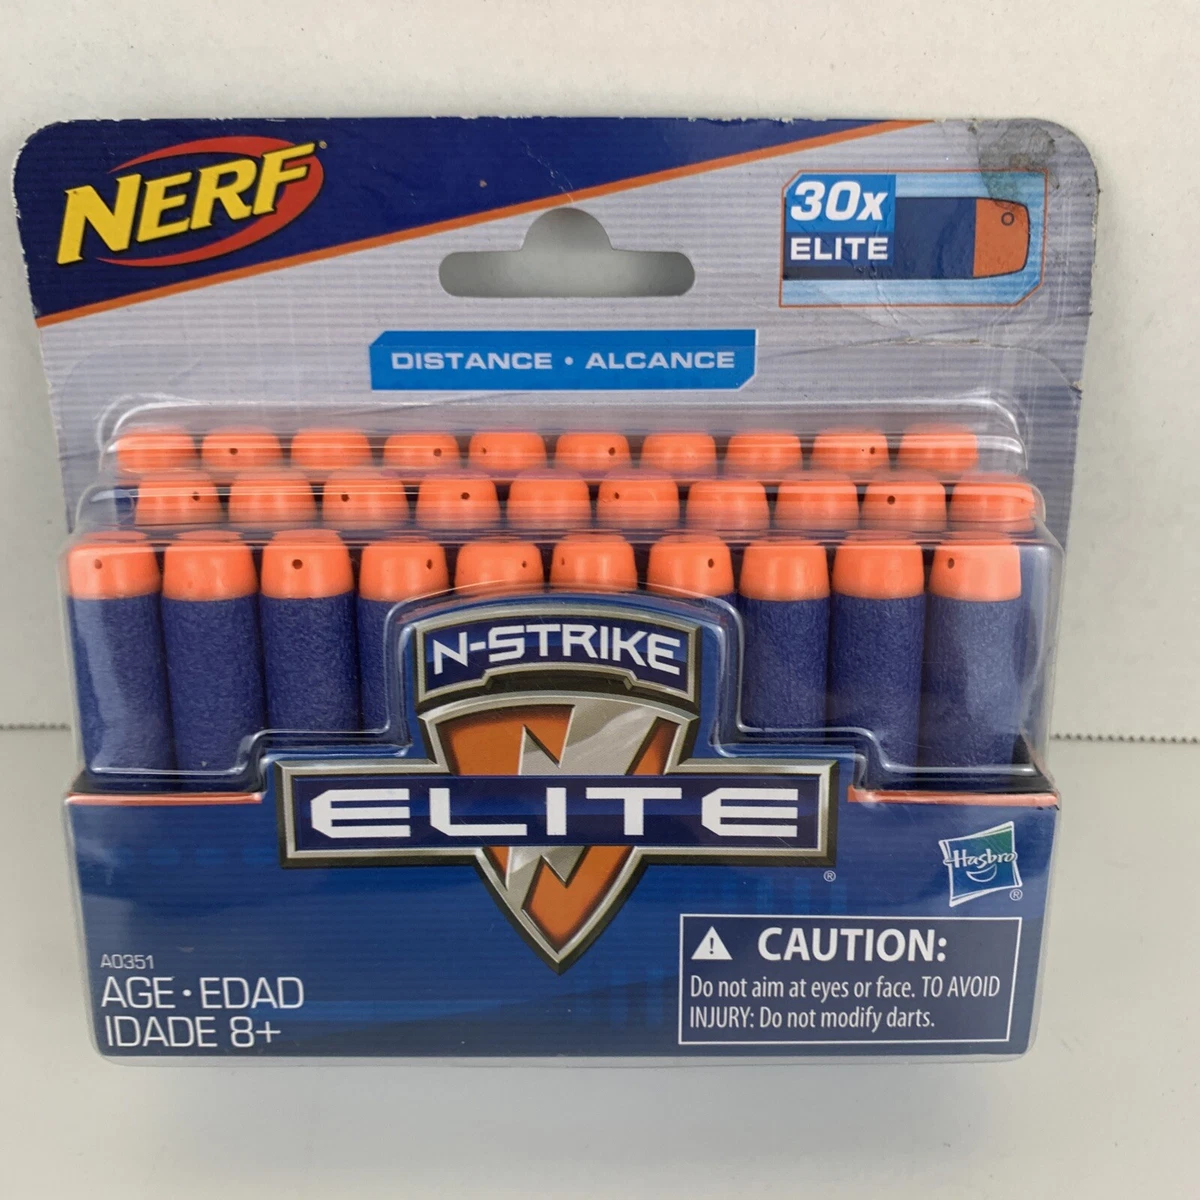 NERF
30x
ELITE
DISTANCE • ALCANCE
N-STRIKE
ELITE
®
Hasbro
®
A0351
AGE • EDAD
IDADE 8+
CAUTION:
Do not aim at eyes or face. TO AVOID
INJURY: Do not modify darts.